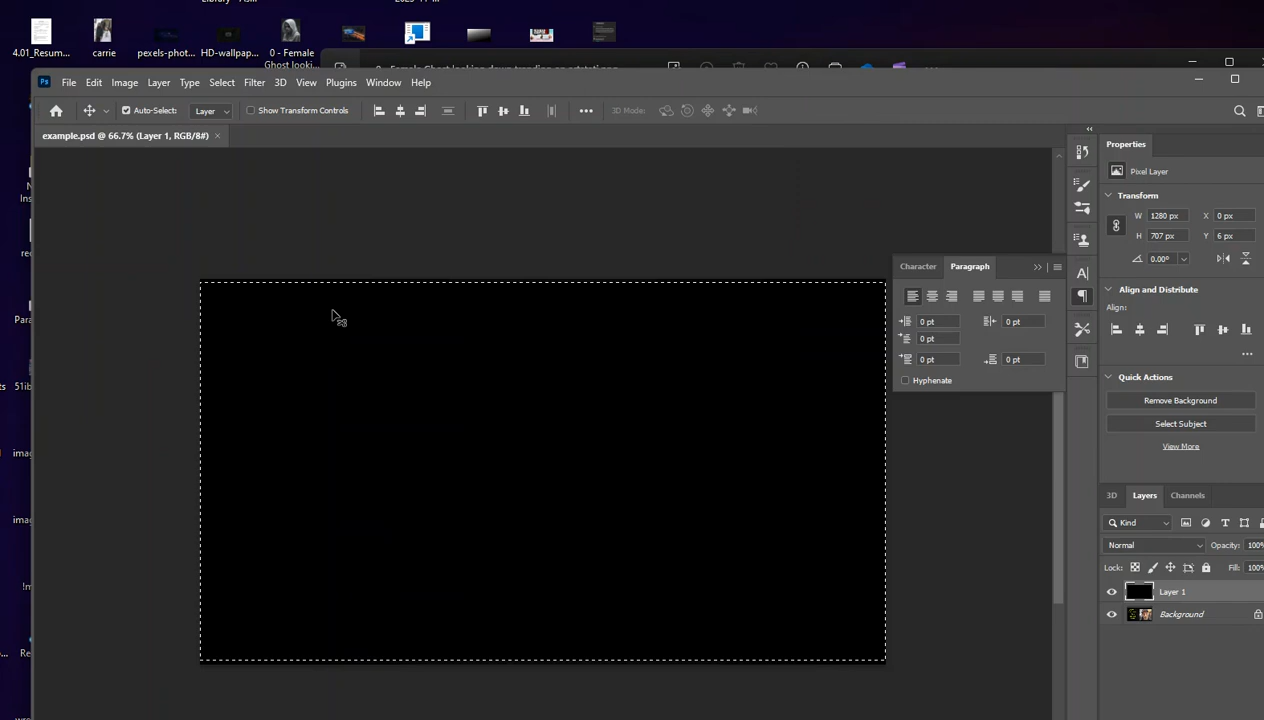 4.01_Resum...
carrie
pexels-phot...
HD-wallpap...
0 - Female
Ghost looki...
File Edit Image Layer Type Select Filter 3D View Plugins Window Help
Auto-Select: Layer Show Transform Controls 3D Mode:
example.psd @ 66.7% (Layer 1, RGB/8#)
Properties
Pixel Layer
Transform
W 1280 px X 0 px
H 707 px Y 6 px
0.00°
Character Paragraph
0 pt 0 pt
0 pt
0 pt 0 pt
Hyphenate
Align and Distribute
Align:
Quick Actions
Remove Background
Select Subject
View More
3D Layers Channels
Kind
Normal Opacity: 100%
Lock: Fill: 100%
Layer 1
Background